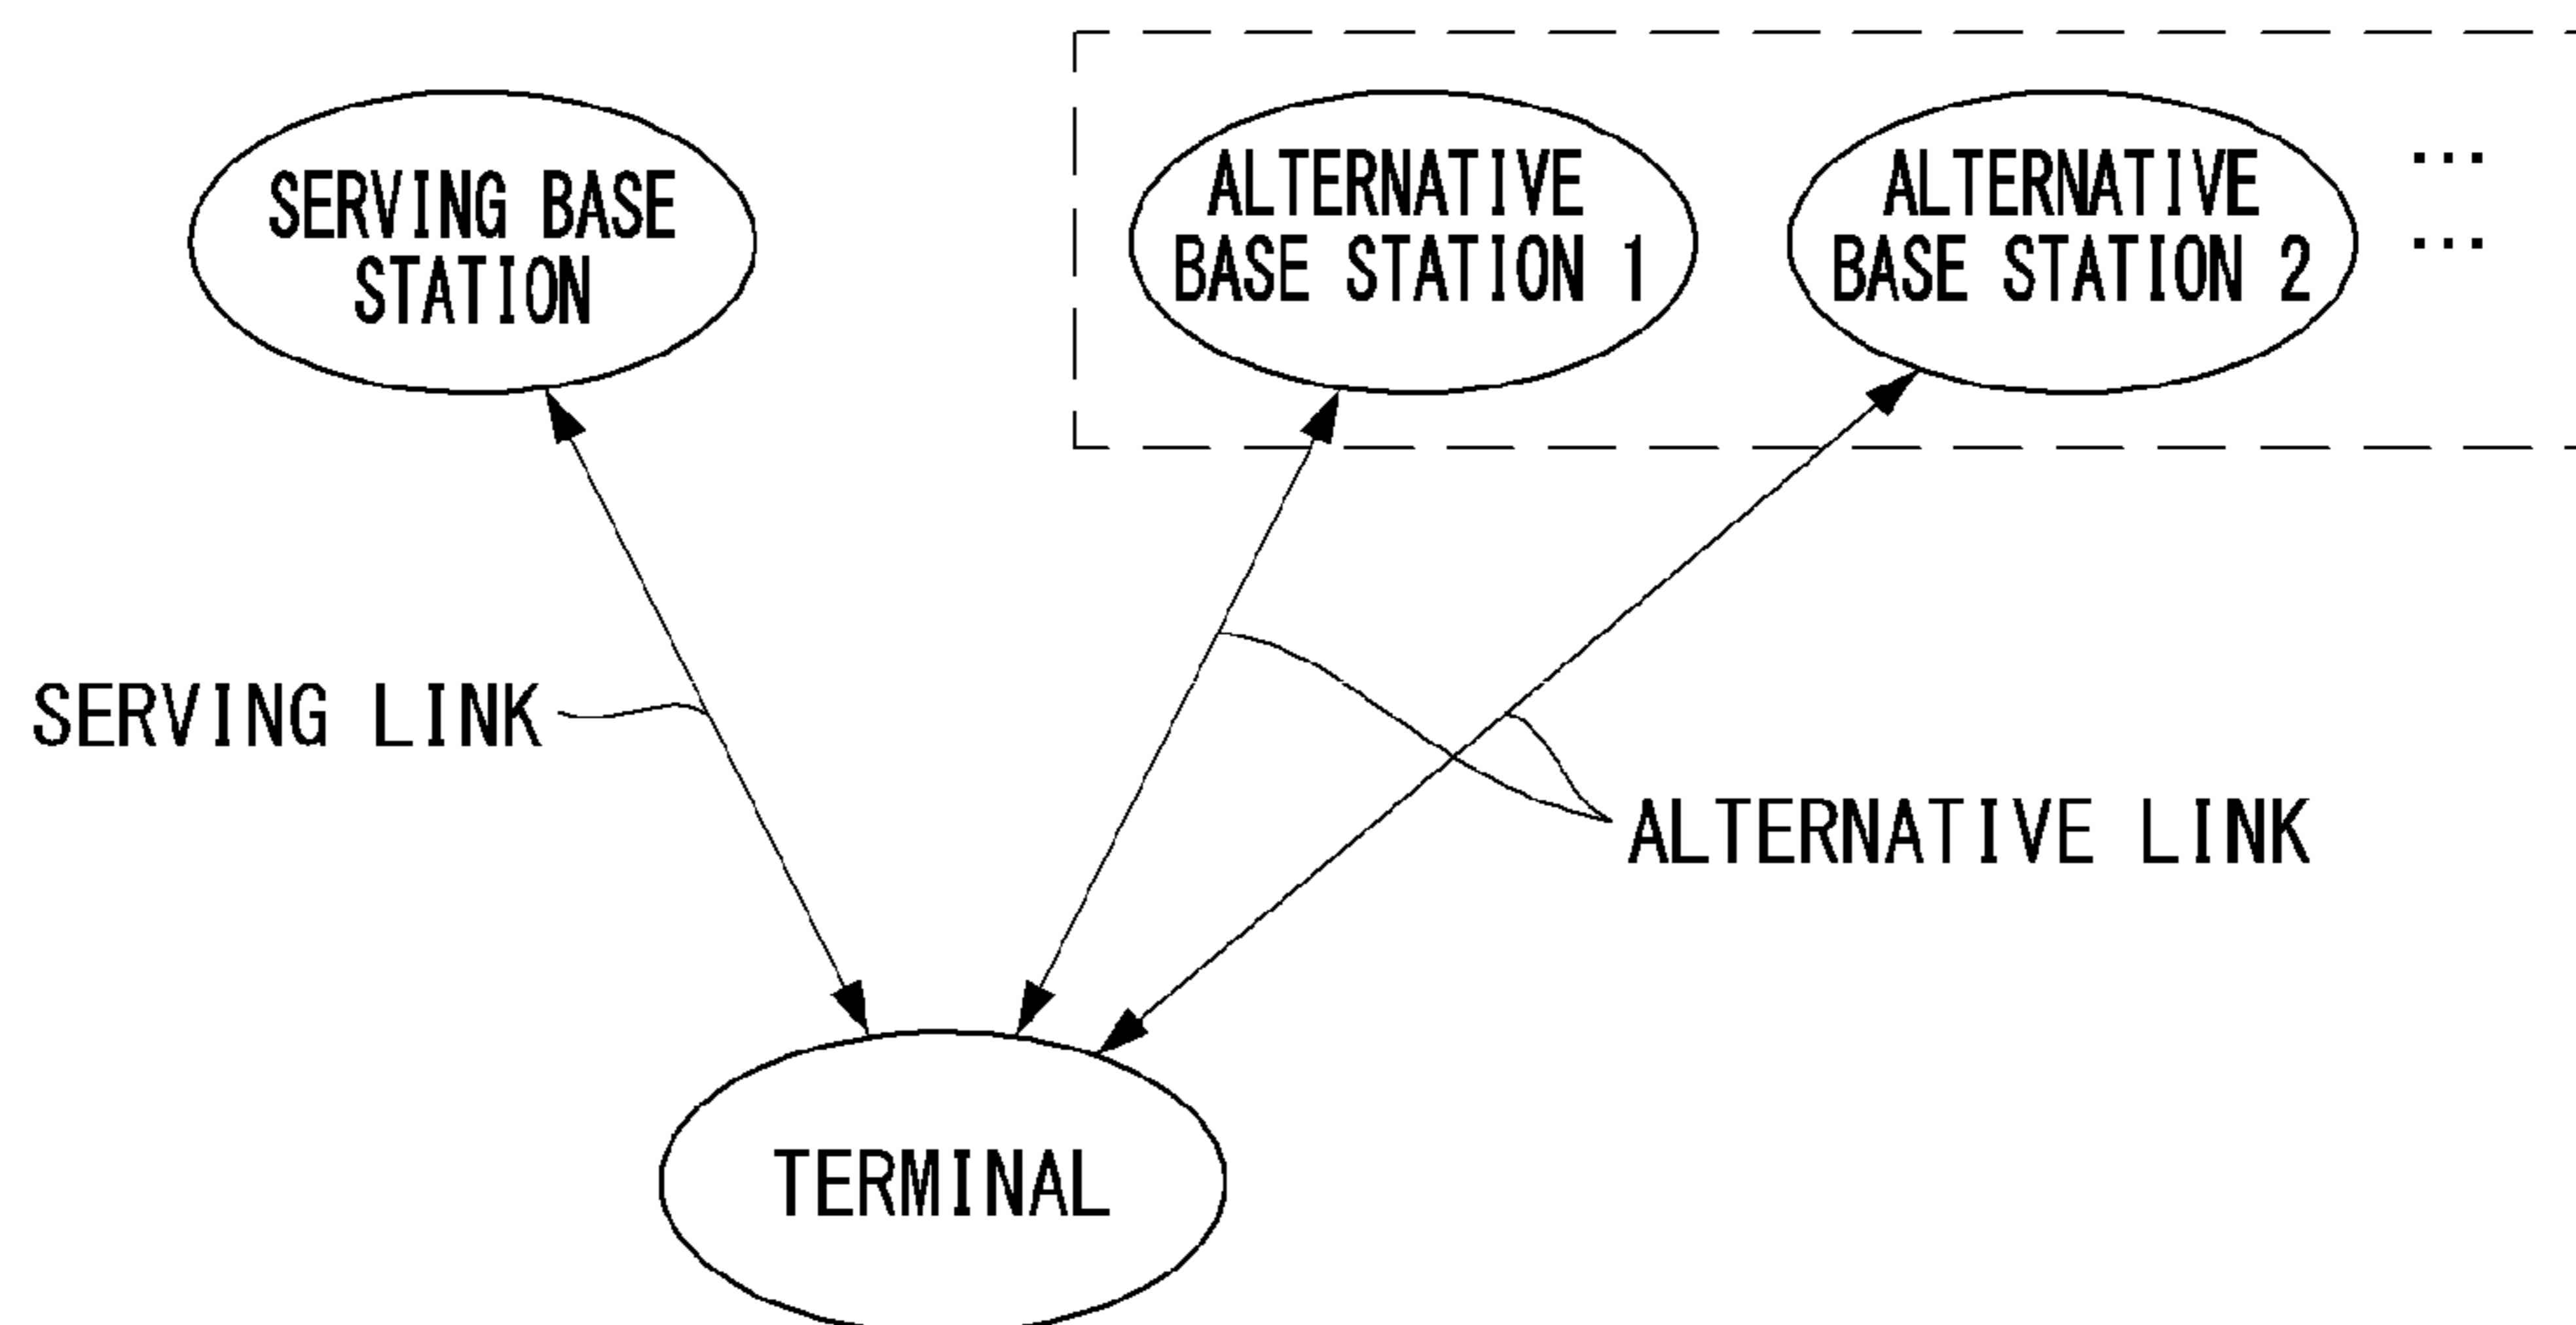 SERVING BASE
STATION
ALTERNATIVE
BASE STATION 1
ALTERNATIVE
BASE STATION 2
...
...
SERVING LINK
ALTERNATIVE LINK
TERMINAL